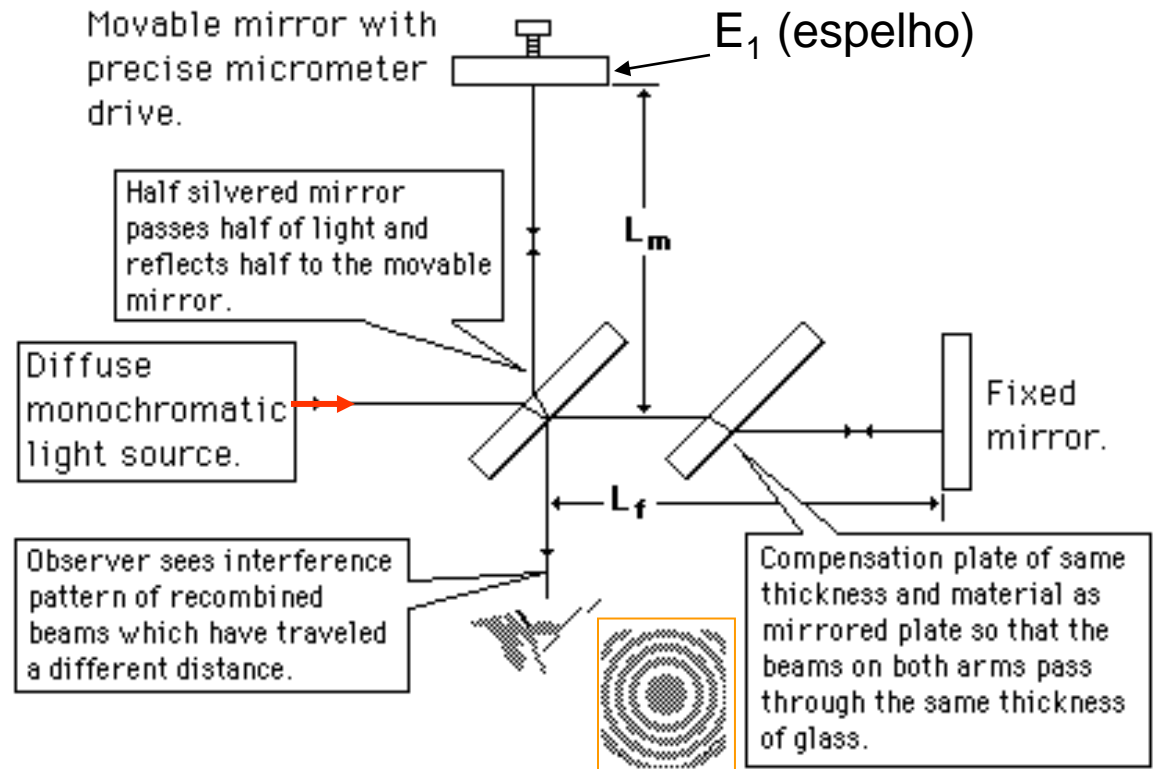 Movable mirror with
precise micrometer
drive.
E₁ (espelho)
Half silvered mirror
passes half of light and
reflects half to the movable
mirror.
Lₘ
Diffuse
monochromatic
light source.
Fixed
mirror.
L_f
Observer sees interference
pattern of recombined
beams which have traveled
a different distance.
Compensation plate of same
thickness and material as
mirrored plate so that the
beams on both arms pass
through the same thickness
of glass.